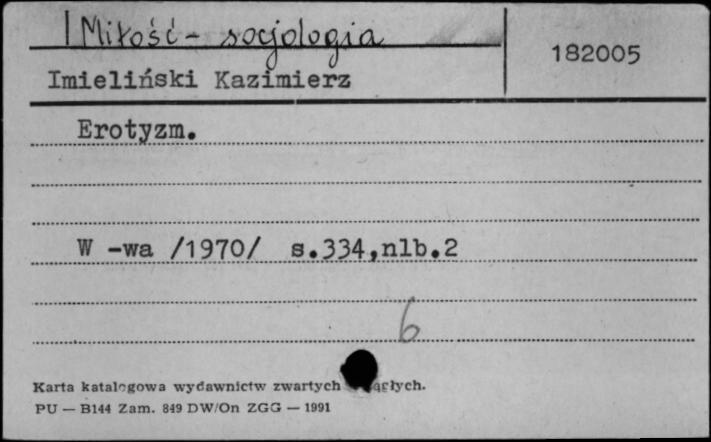 Miłość - socjologia
182005
Imieliński Kazimierz
Erotyzm.
W -wa /1970/ s.334,nlb.2
6
Karta katalogowa wydawnictw zwartych
PU — B144 Zam. 849 DW/On ZGG — 1991